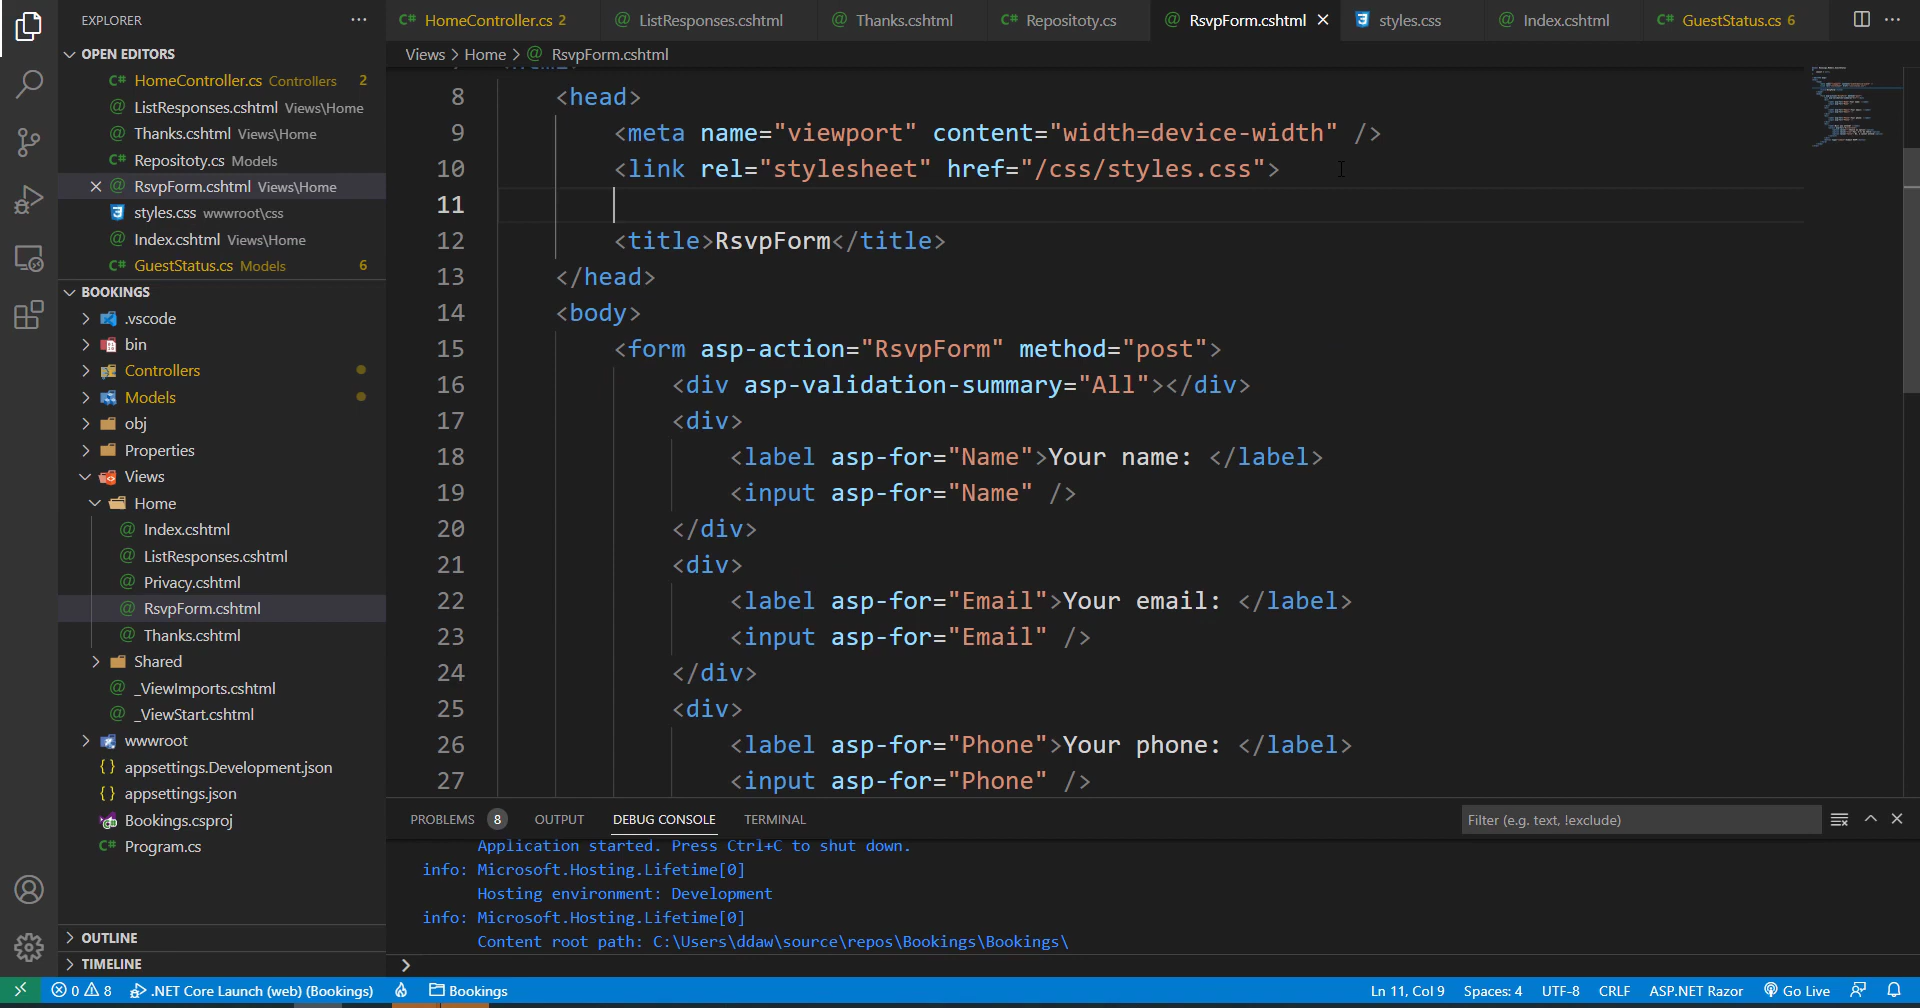 EXPLORER
OPEN EDITORS
C# HomeController.cs Controllers 2
@ ListResponses.cshtml Views\Home
@ Thanks.cshtml Views\Home
C# Repositoty.cs Models
@ RsvpForm.cshtml Views\Home
styles.css wwwroot\css
@ Index.cshtml Views\Home
C# GuestStatus.cs Models 6
BOOKINGS
.vscode
bin
Controllers
Models
obj
Properties
Views
Home
@ Index.cshtml
@ ListResponses.cshtml
@ Privacy.cshtml
@ RsvpForm.cshtml
@ Thanks.cshtml
Shared
@ _ViewImports.cshtml
@ _ViewStart.cshtml
wwwroot
{} appsettings.Development.json
{} appsettings.json
Bookings.csproj
C# Program.cs
OUTLINE
TIMELINE
C# HomeController.cs 2 @ ListResponses.cshtml @ Thanks.cshtml C# Repositoty.cs @ RsvpForm.cshtml styles.css @ Index.cshtml C# GuestStatus.cs 6
Views > Home > @ RsvpForm.cshtml
8 <head>
9 <meta name="viewport" content="width=device-width" />
10 <link rel="stylesheet" href="/css/styles.css">
11
12 <title>RsvpForm</title>
13 </head>
14 <body>
15 <form asp-action="RsvpForm" method="post">
16 <div asp-validation-summary="All"></div>
17 <div>
18 <label asp-for="Name">Your name: </label>
19 <input asp-for="Name" />
20 </div>
21 <div>
22 <label asp-for="Email">Your email: </label>
23 <input asp-for="Email" />
24 </div>
25 <div>
26 <label asp-for="Phone">Your phone: </label>
27 <input asp-for="Phone" />
PROBLEMS 8 OUTPUT DEBUG CONSOLE TERMINAL Filter (e.g. text, !exclude)
Application started. Press Ctrl+C to shut down.
info: Microsoft.Hosting.Lifetime[0]
Hosting environment: Development
info: Microsoft.Hosting.Lifetime[0]
Content root path: C:\Users\ddaw\source\repos\Bookings\Bookings\
>
0 8 .NET Core Launch (web) (Bookings) Bookings Ln 11, Col 9 Spaces: 4 UTF-8 CRLF ASP.NET Razor Go Live